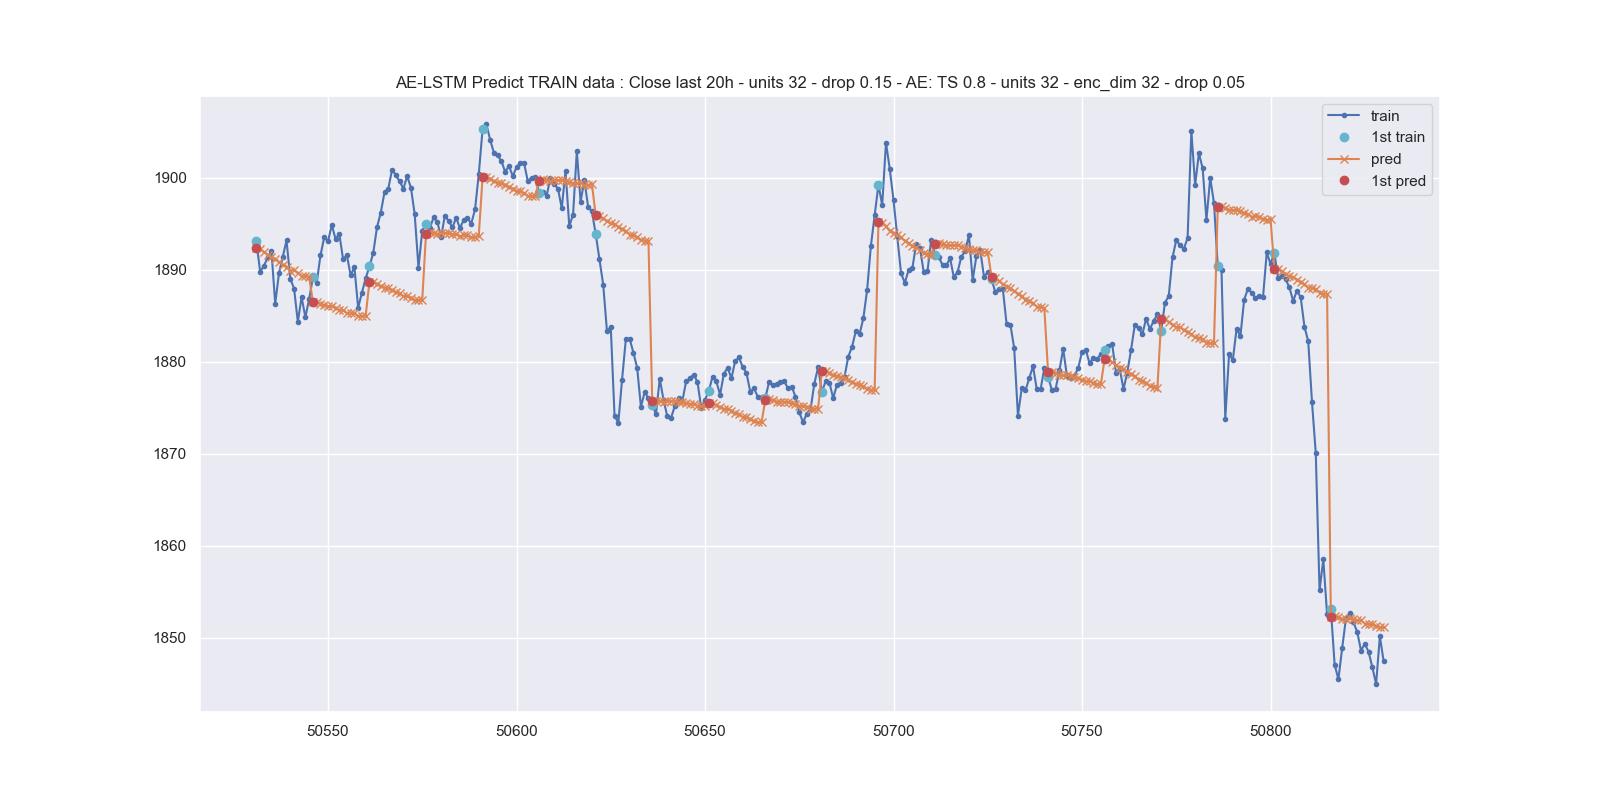 AE-LSTM Predict TRAIN data : Close last 20h - units 32 - drop 0.15 - AE: TS 0.8 - units 32 - enc_dim 32 - drop 0.05
train
1st train
pred
1st pred
1900
1890
1880
1870
1860
1850
50550
50600
50650
50700
50750
50800